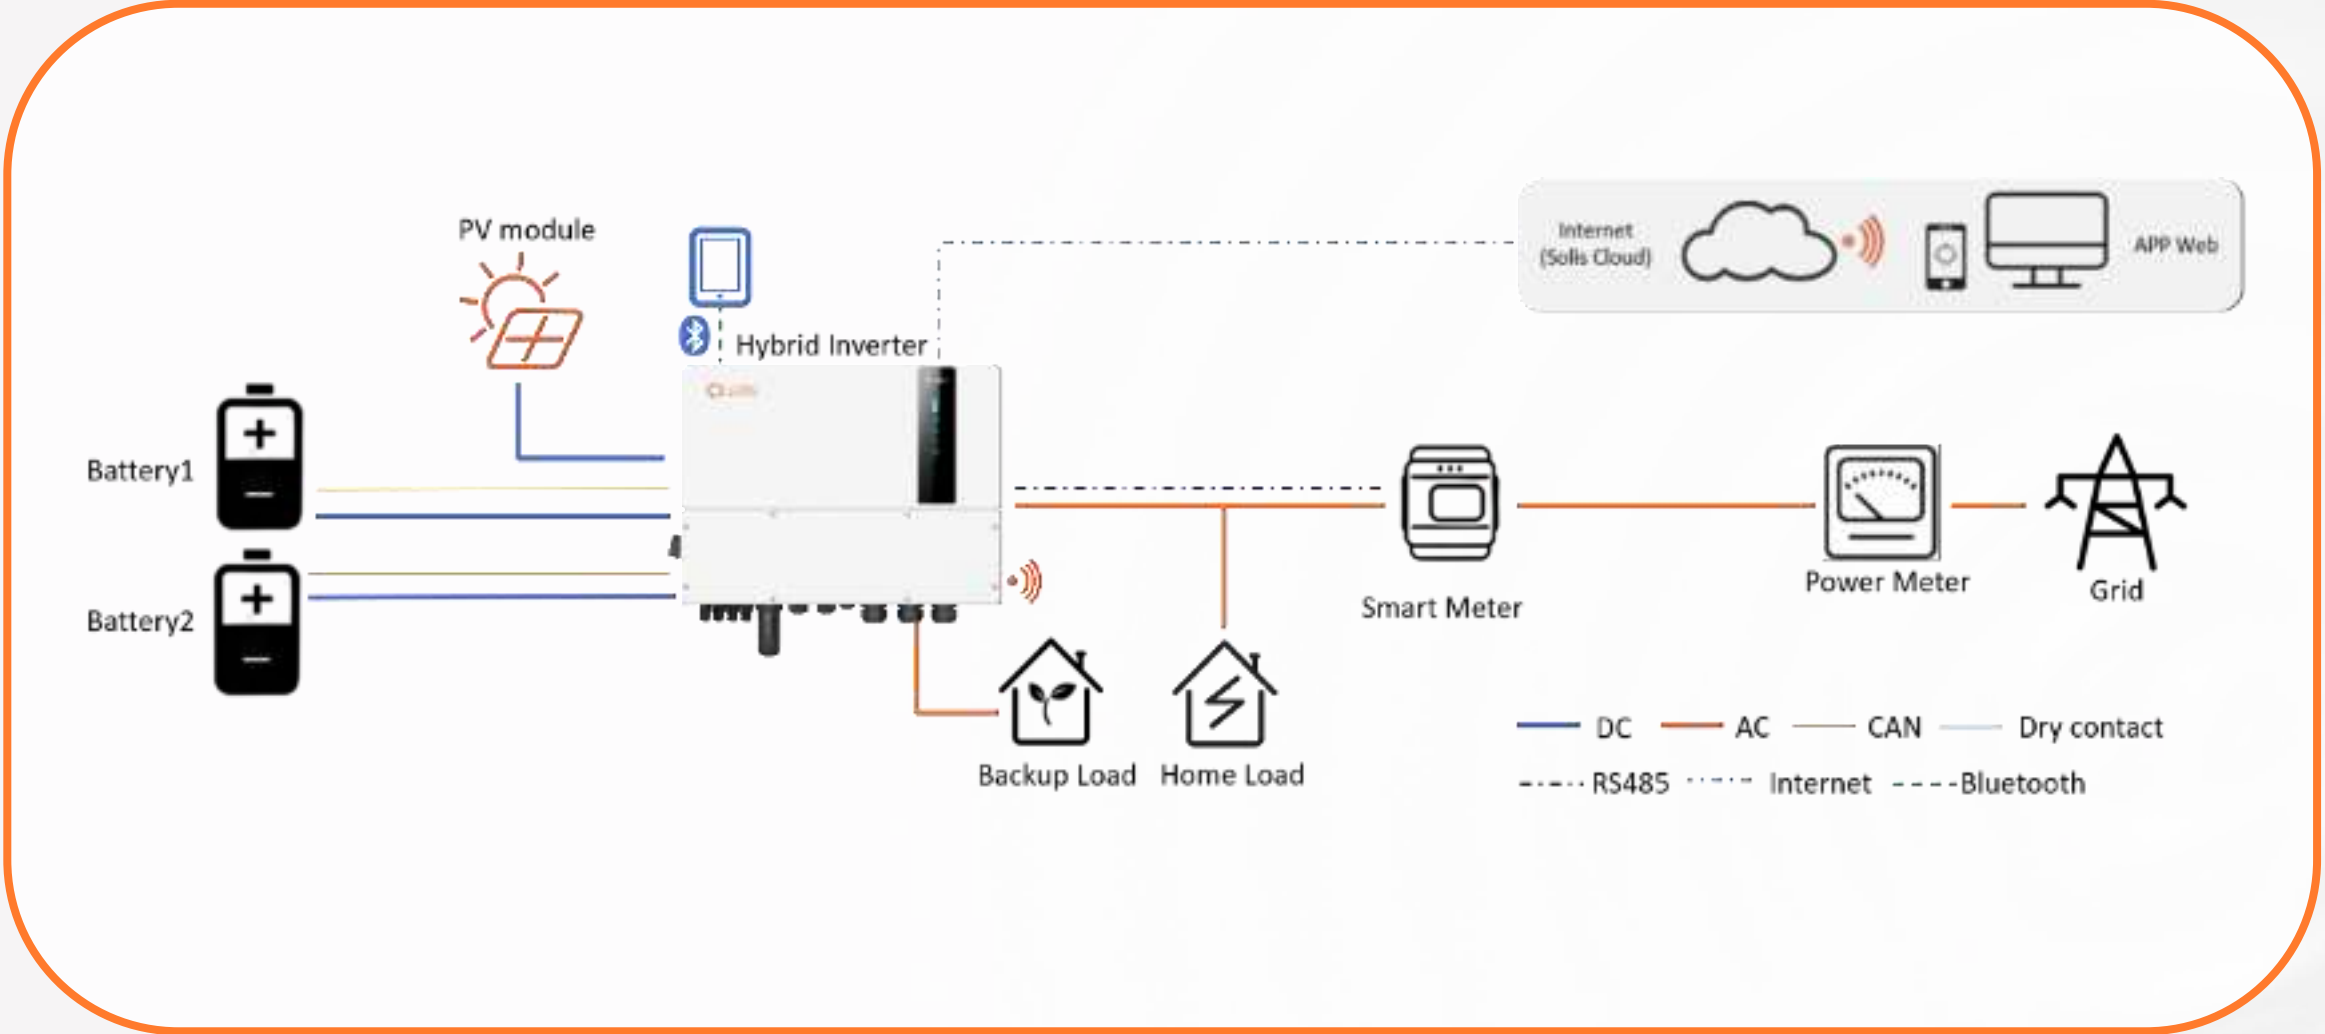 PV module
Internet
(Solis Cloud)
APP Web
Hybrid Inverter
Battery1
Battery2
Smart Meter
Power Meter
Grid
Backup Load
Home Load
DC
AC
CAN
Dry contact
RS485
Internet
Bluetooth